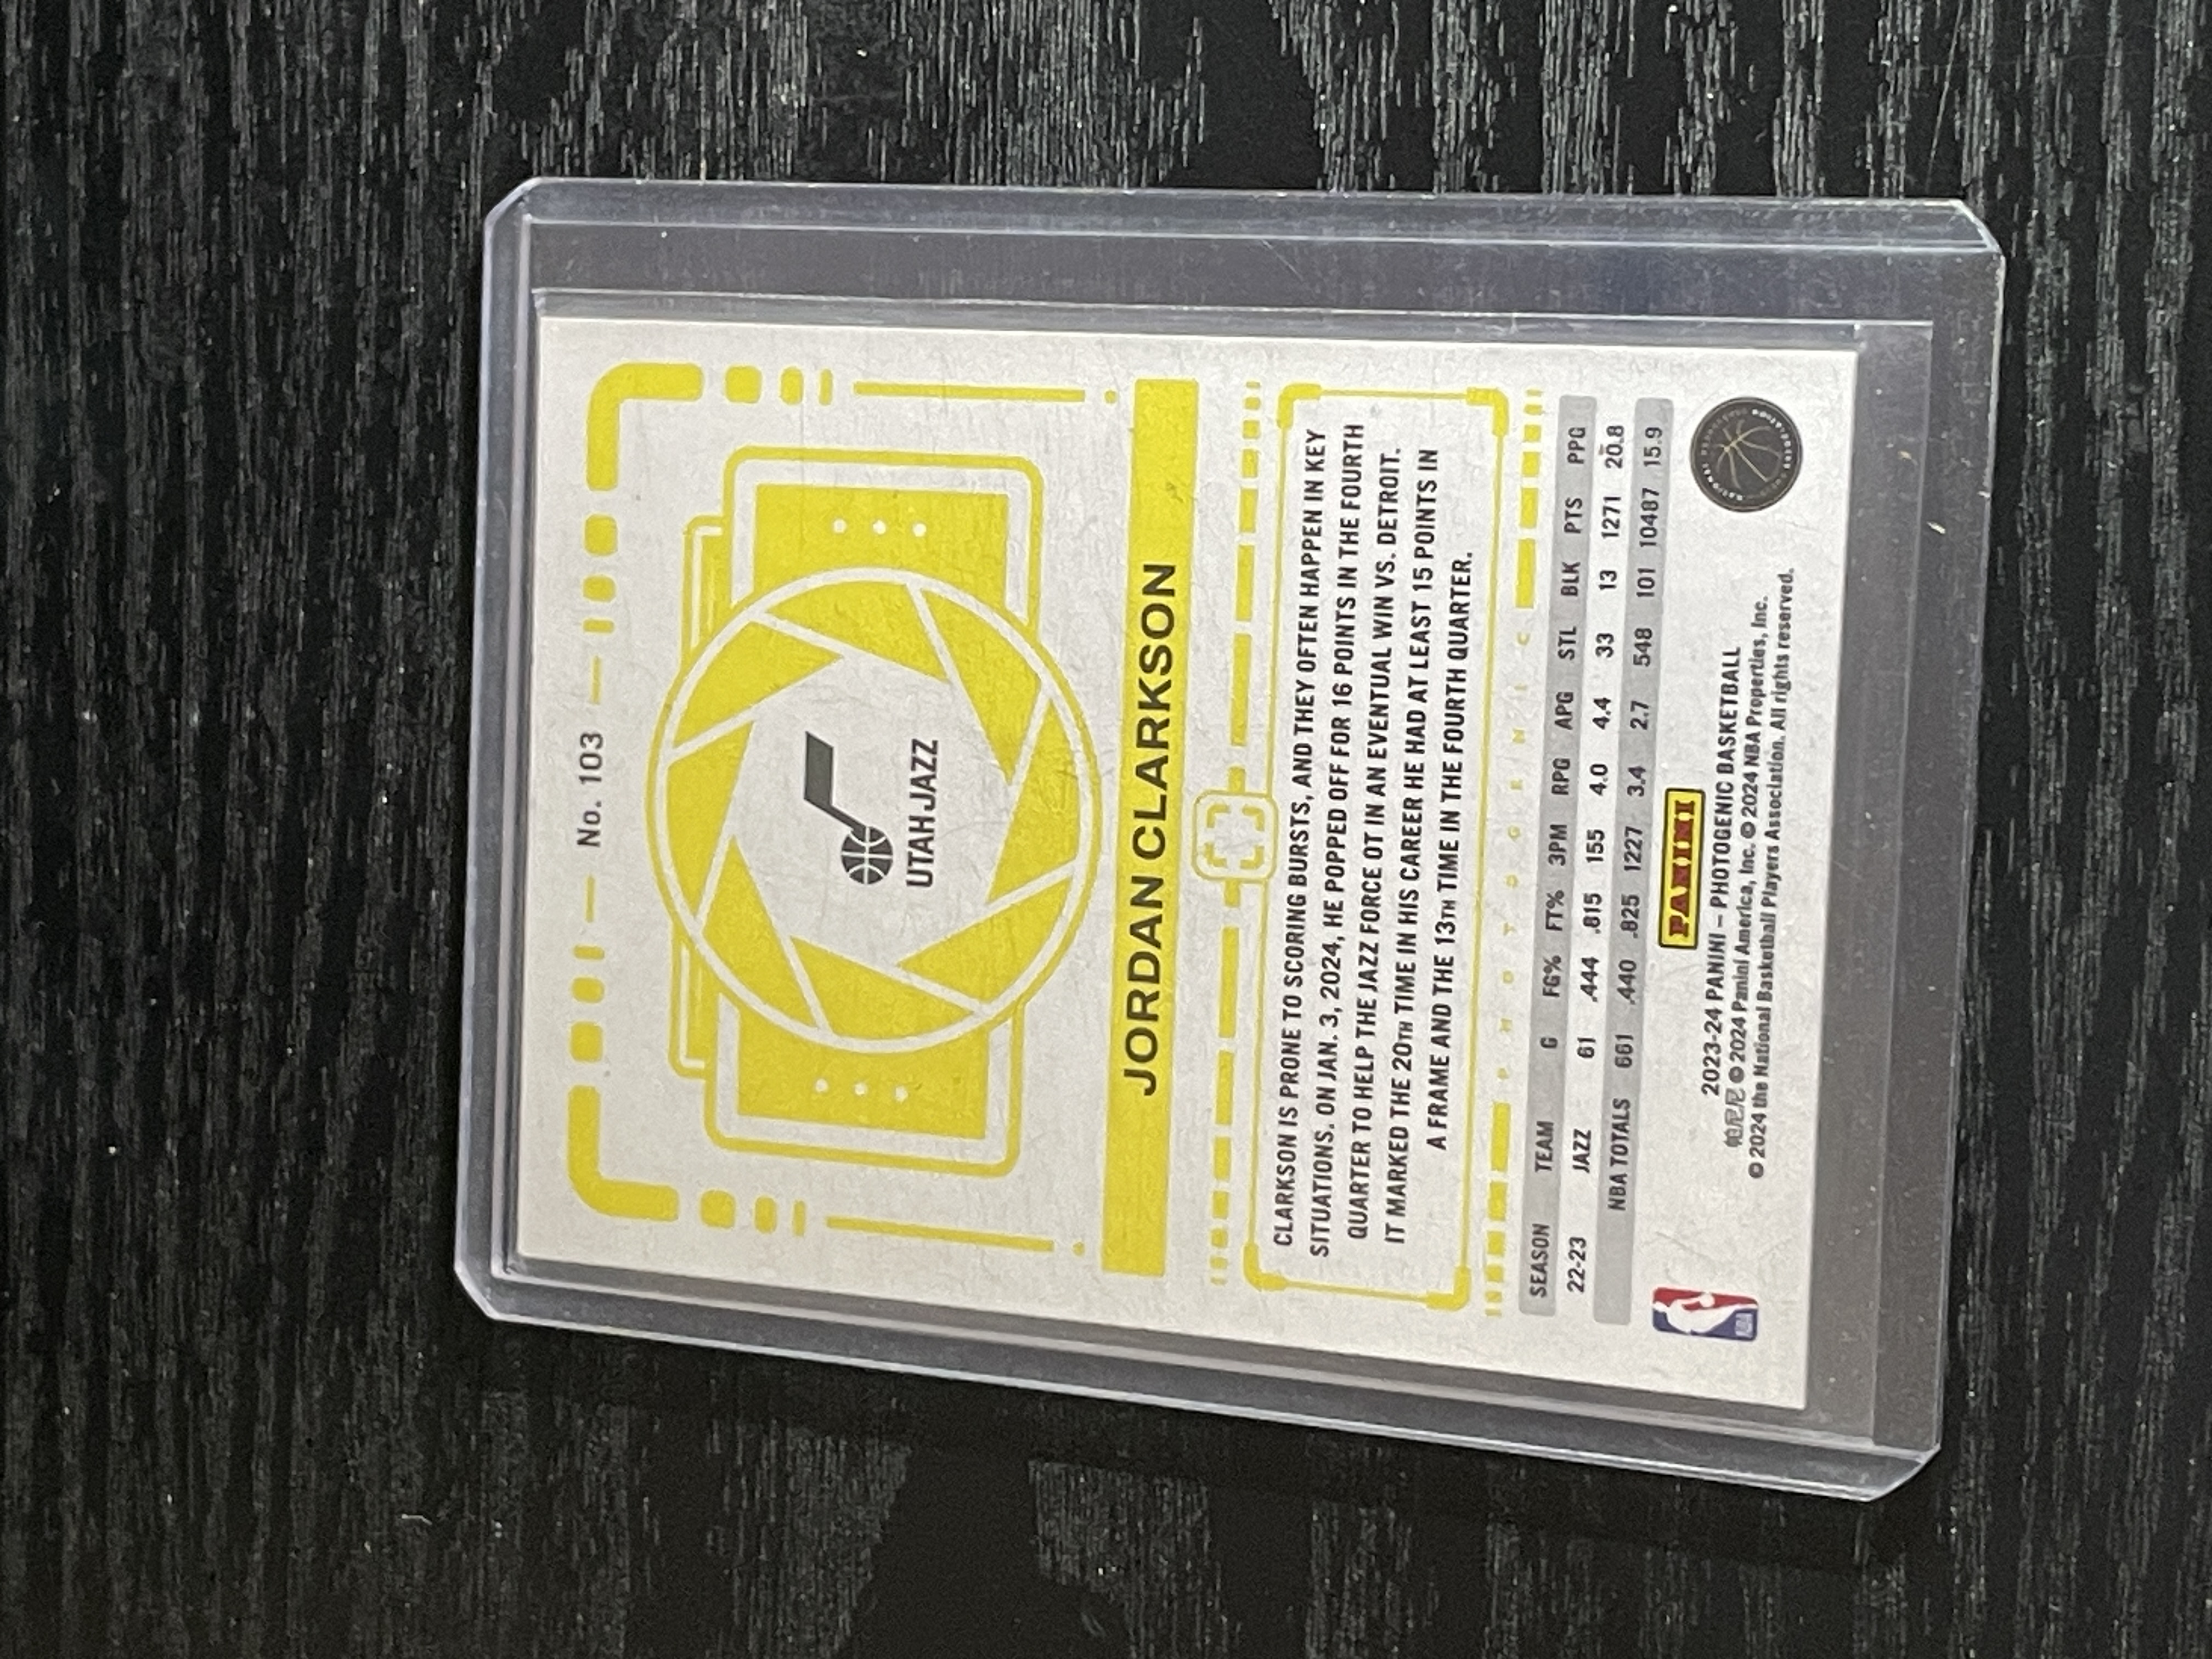 No. 103
UTAH JAZZ
JORDAN CLARKSON
CLARKSON IS PRONE TO SCORING BURSTS, AND THEY OFTEN HAPPEN IN KEY
SITUATIONS. ON JAN. 3, 2024, HE POPPED OFF FOR 16 POINTS IN THE FOURTH
QUARTER TO HELP THE JAZZ FORCE OT IN AN EVENTUAL WIN VS. DETROIT.
IT MARKED THE 20TH TIME IN HIS CAREER HE HAD AT LEAST 15 POINTS IN
A FRAME AND THE 13TH TIME IN THE FOURTH QUARTER.
PHOTOGENIC
SEASON TEAM G FG% FT% 3PM RPG APG STL BLK PTS PPG
22-23 JAZZ 61 .444 .815 155 4.0 4.4 33 13 1271 20.8
NBA TOTALS 661 .440 .825 1227 3.4 2.7 548 101 10487 15.9
PANINI
2023-24 PANINI – PHOTOGENIC BASKETBALL
帕尼尼 © 2024 Panini America, Inc. © 2024 NBA Properties, Inc.
© 2024 the National Basketball Players Association. All rights reserved.
NBA